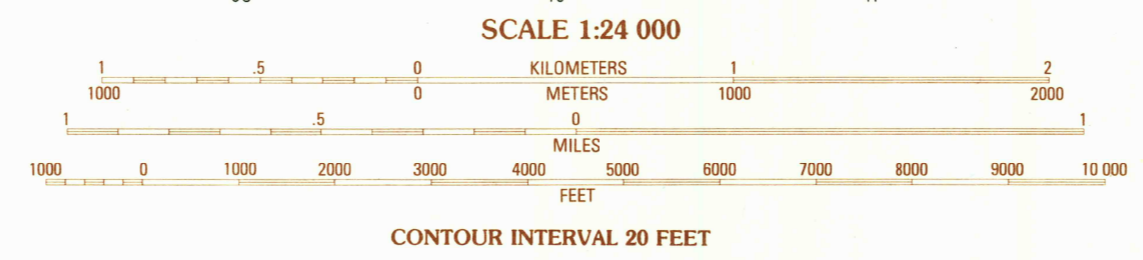 SCALE 1:24 000
1 .5 0 KILOMETERS 1 2
1000 0 METERS 1000 2000
1 .5 0 1
MILES
1000 0 1000 2000 3000 4000 5000 6000 7000 8000 9000 10 000
FEET
CONTOUR INTERVAL 20 FEET